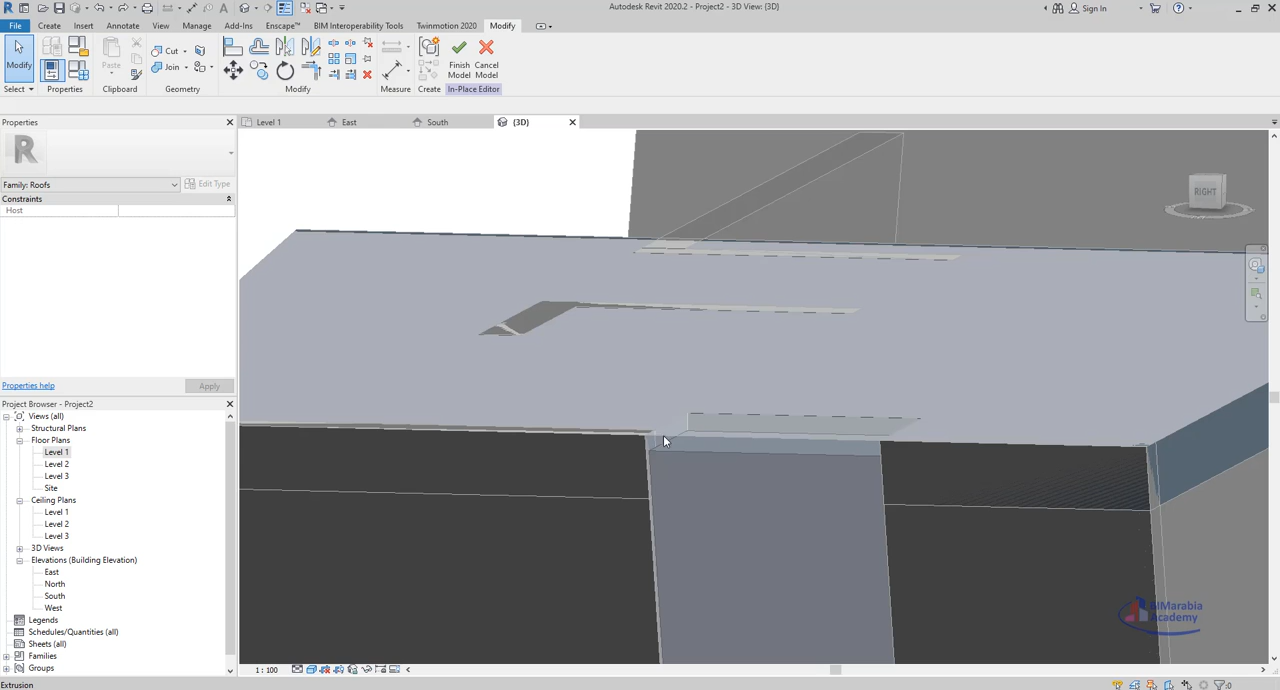 Autodesk Revit 2020.2 - Project2 - 3D View: {3D}
Sign In
File Create Insert Annotate View Manage Add-Ins Enscape™ BIM Interoperability Tools Twinmotion 2020 Modify
Modify
Paste
Cut
Join
Finish Model
Cancel Model
Select Properties Clipboard Geometry Modify Measure Create In-Place Editor
Properties
Level 1 East South {3D}
Family: Roofs
Edit Type
Constraints
Host
Properties help
Apply
Project Browser - Project2
Views (all)
Structural Plans
Floor Plans
Level 1
Level 2
Level 3
Site
Ceiling Plans
Level 1
Level 2
Level 3
3D Views
Elevations (Building Elevation)
East
North
South
West
Legends
Schedules/Quantities (all)
Sheets (all)
Families
Groups
RIGHT
BIMarabia
Academy
1 : 100
Extrusion
:0